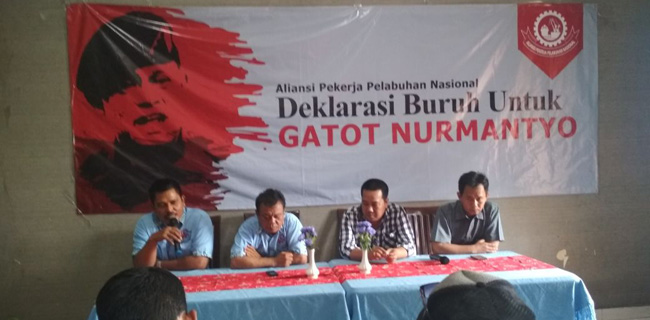 Aliansi Pekerja Pelabuhan Nasional
Deklarasi Buruh Untuk
GATOT NURMANTYO